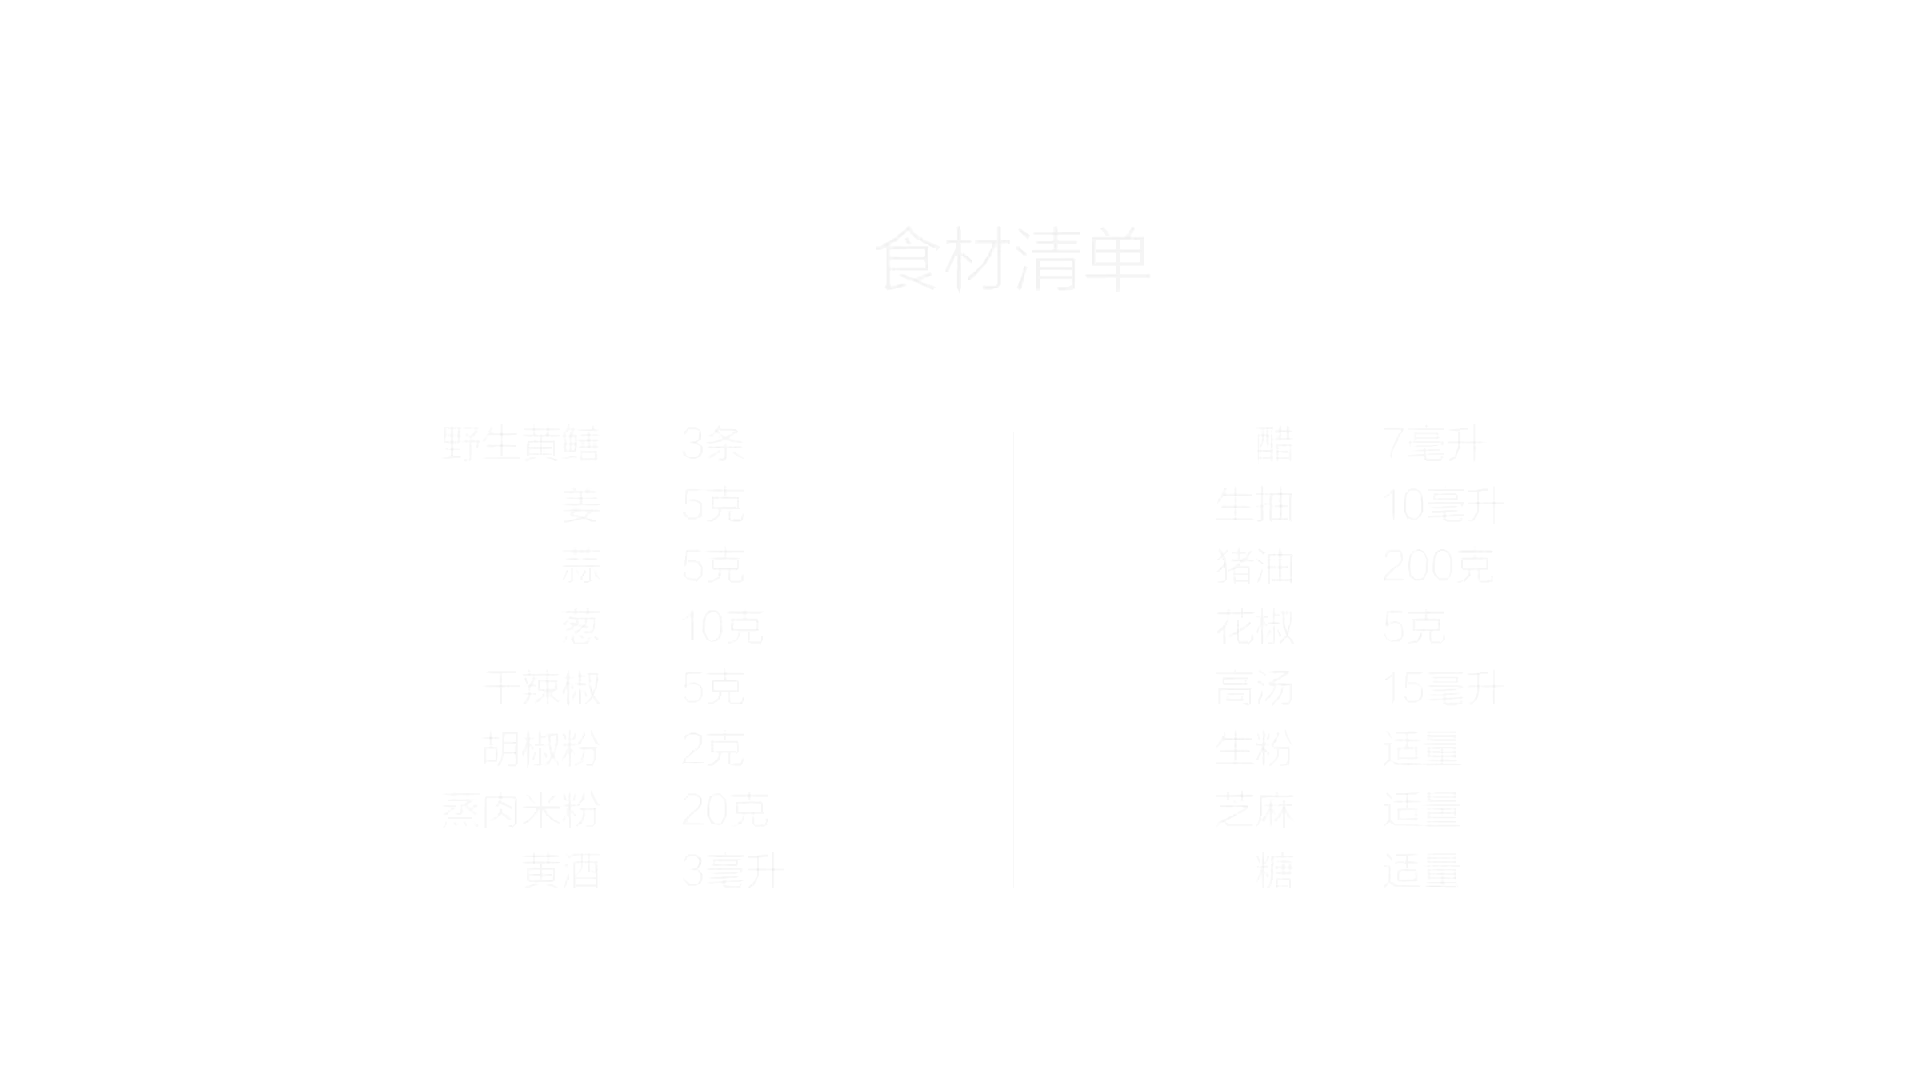 食材清单
野生黄鳝 3条
姜 5克
蒜 5克
葱 10克
干辣椒 5克
胡椒粉 2克
蒸肉米粉 20克
黄酒 3毫升
醋 7毫升
生抽 10毫升
猪油 200克
花椒 5克
高汤 15毫升
生粉 适量
芝麻 适量
糖 适量